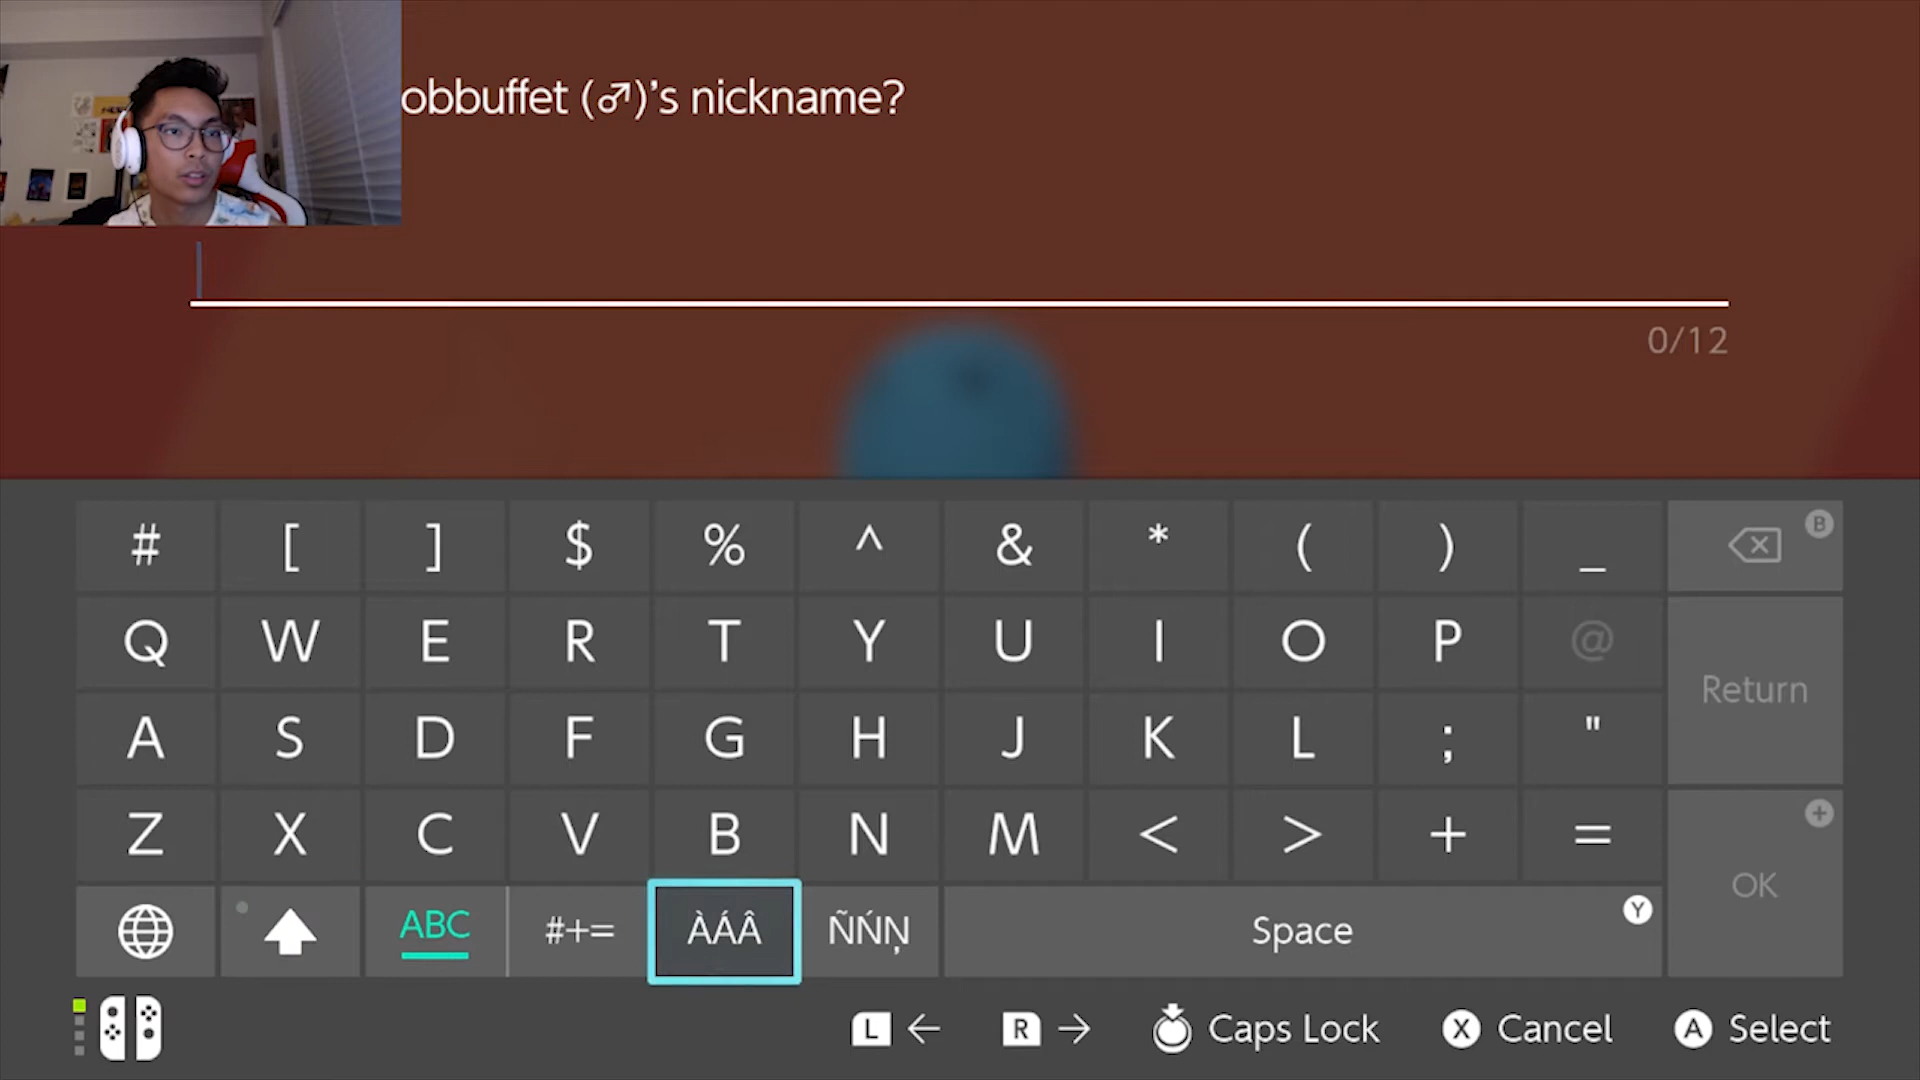 obbuffet (♂)’s nickname?
0/12
# [ ] $ % ^ & * ( ) _ B
Q W E R T Y U I O P @ Return
A S D F G H J K L ; "
Z X C V B N M < > + = + OK
ABC #+= ÀÁÂ ÑŃŅ Space Y
L ← R → Caps Lock X Cancel A Select